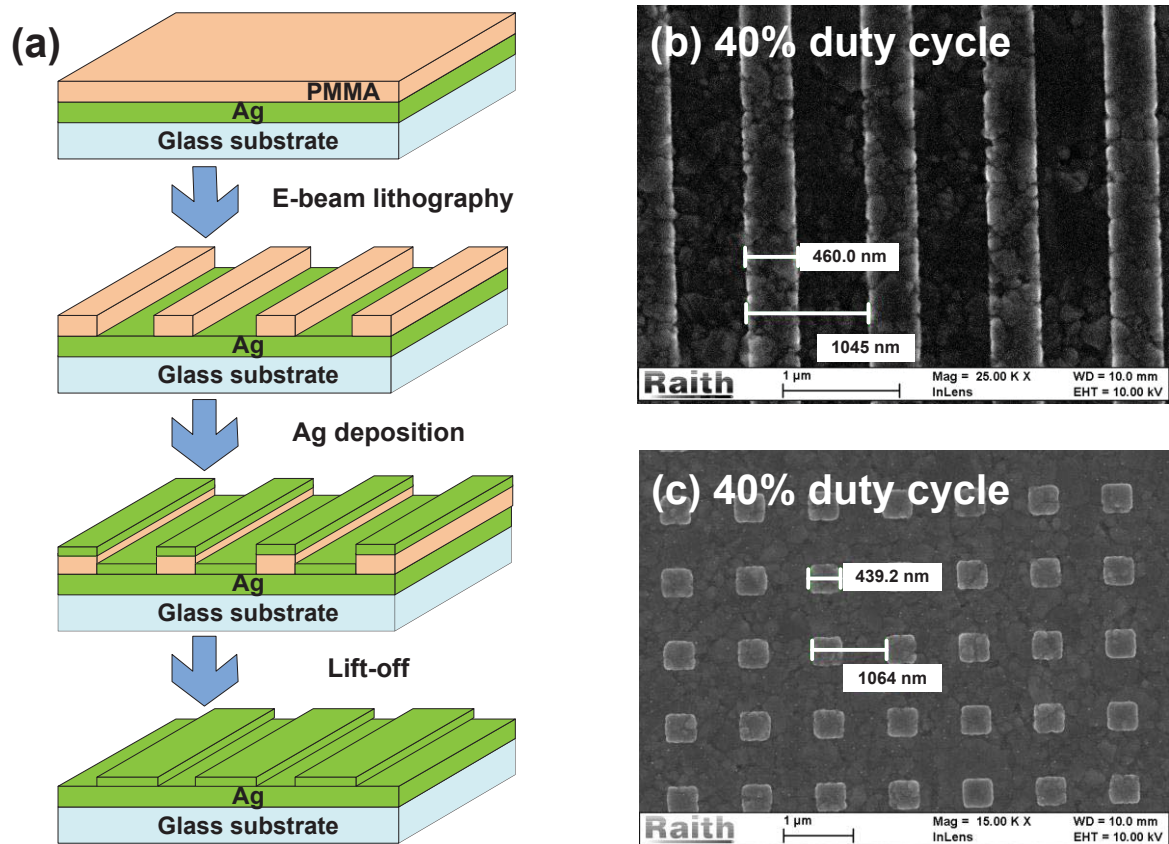 (a)
PMMA
Ag
Glass substrate
E-beam lithography
Ag
Glass substrate
Ag deposition
Ag
Glass substrate
Lift-off
Ag
Glass substrate
(b) 40% duty cycle
460.0 nm
1045 nm
Raith
1 µm
Mag = 25.00 K X
WD = 10.0 mm
InLens
EHT = 10.00 kV
(c) 40% duty cycle
439.2 nm
1064 nm
Raith
1 µm
Mag = 15.00 K X
WD = 10.0 mm
InLens
EHT = 10.00 kV